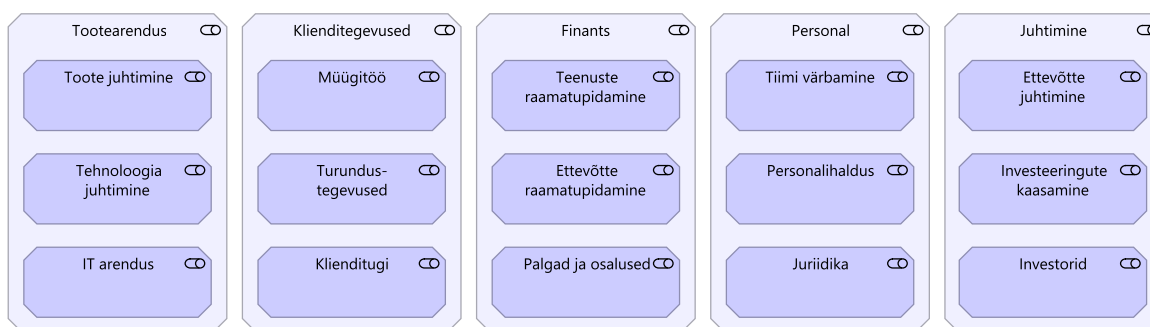 Tootearendus
Toote juhtimine
Tehnoloogia
juhtimine
IT arendus
Klienditegevused
Müügitöö
Turundus-
tegevused
Klienditugi
Finants
Teenuste
raamatupidamine
Ettevõtte
raamatupidamine
Palgad ja osalused
Personal
Tiimi värbamine
Personalihaldus
Juriidika
Juhtimine
Ettevõtte
juhtimine
Investeeringute
kaasamine
Investorid